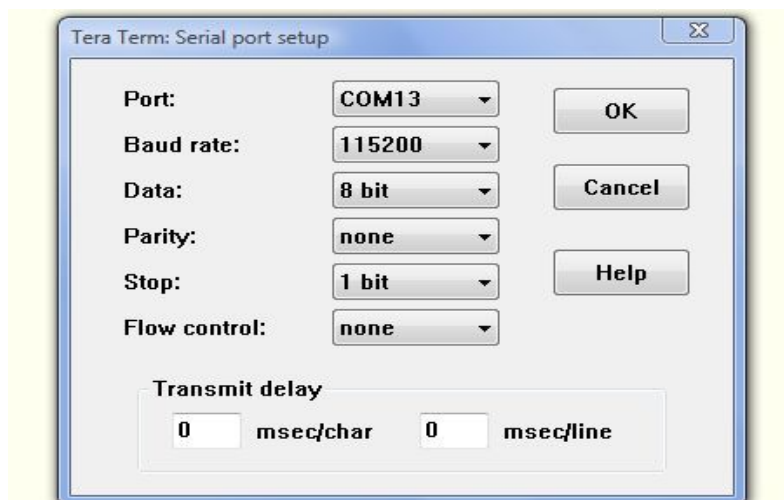 Tera Term: Serial port setup
Port: COM13 OK
Baud rate: 115200
Data: 8 bit Cancel
Parity: none
Stop: 1 bit Help
Flow control: none
Transmit delay
0 msec/char 0 msec/line